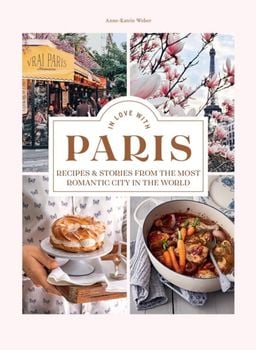 Anne-Katrin Weber
VRAI PARIS
IN LOVE WITH
PARIS
RECIPES & STORIES FROM THE MOST
ROMANTIC CITY IN THE WORLD